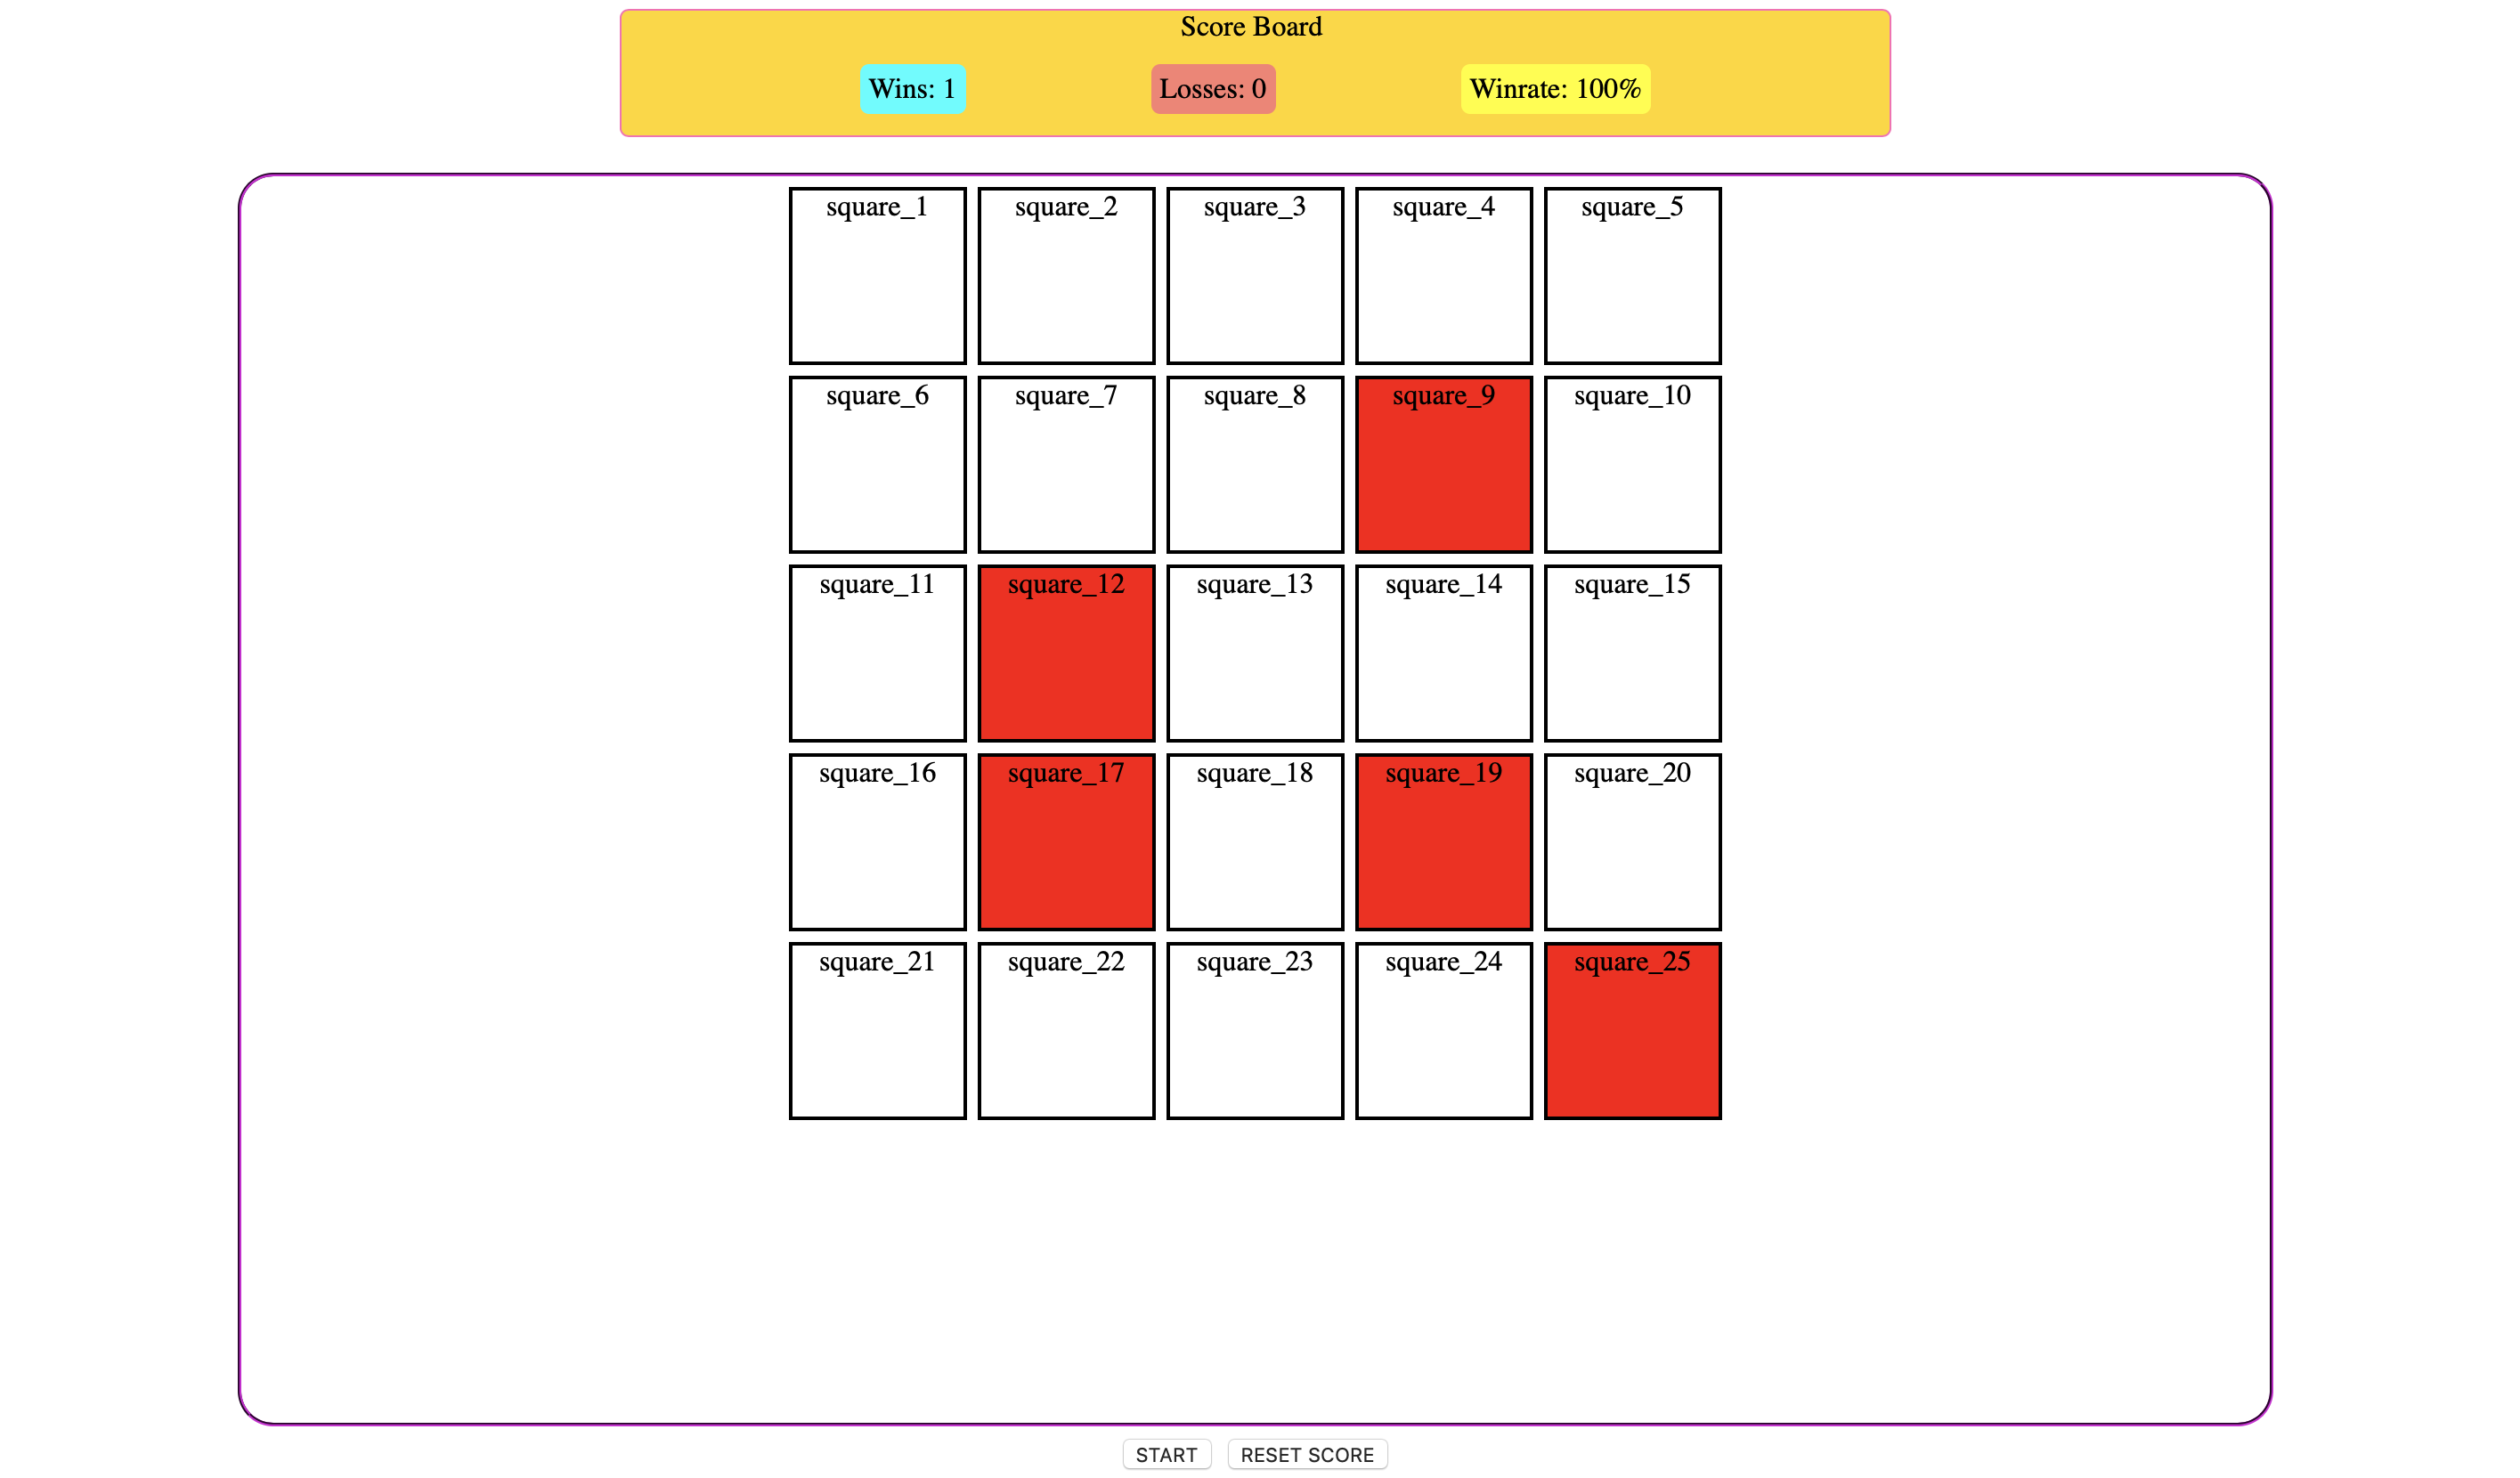 Score Board
Wins: 1 Losses: 0 Winrate: 100%
square_1 square_2 square_3 square_4 square_5
square_6 square_7 square_8 square_9 square_10
square_11 square_12 square_13 square_14 square_15
square_16 square_17 square_18 square_19 square_20
square_21 square_22 square_23 square_24 square_25
START RESET SCORE